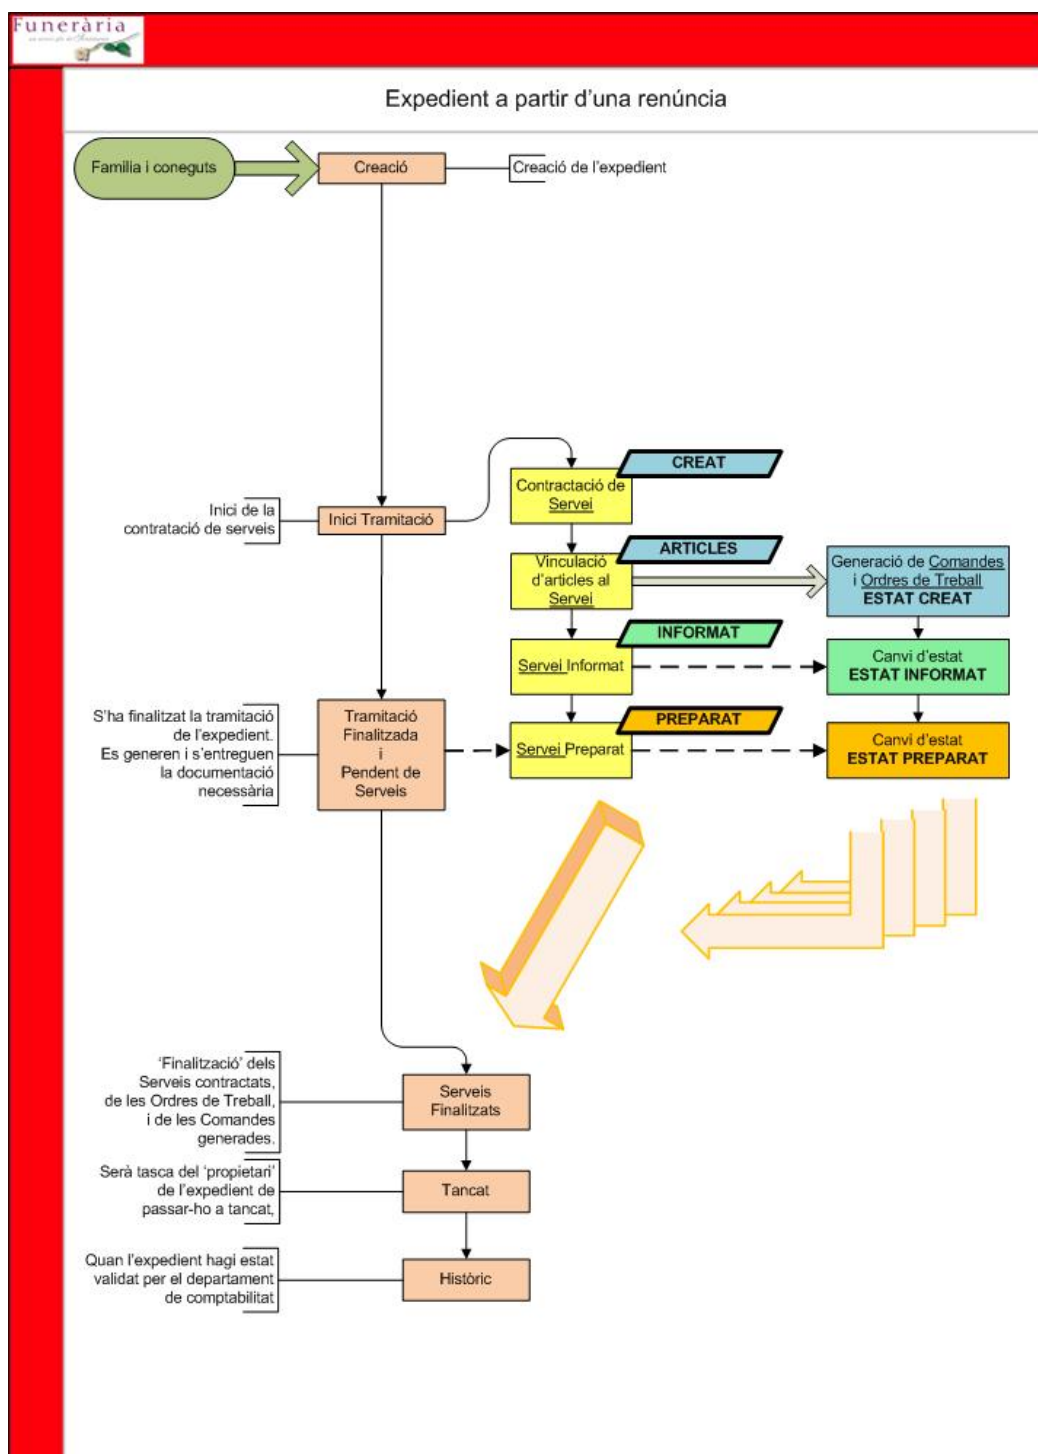 Funerària
Expedient a partir d'una renúncia
Familia i coneguts
Creació
Creació de l'expedient
CREAT
Contractació de
Servei
Inici de la
contratació de serveis
Inici Tramitació
ARTICLES
Vinculació
d'articles al
Servei
Generació de Comandes
i Ordres de Treball
ESTAT CREAT
INFORMAT
Servei Informat
Canvi d'estat
ESTAT INFORMAT
S'ha finalitzat la tramitació
de l'expedient.
Es generen i s'entreguen
la documentació
necessària
Tramitació
Finalitzada
i
Pendent de
Serveis
PREPARAT
Servei Preparat
Canvi d'estat
ESTAT PREPARAT
'Finalització' dels
Serveis contractats,
de les Ordres de Treball,
i de les Comandes
generades.
Serveis
Finalitzats
Serà tasca del 'propietari'
de l'expedient de
passar-ho a tancat,
Tancat
Quan l'expedient hagi estat
validat per el departament
de comptabilitat
Històric